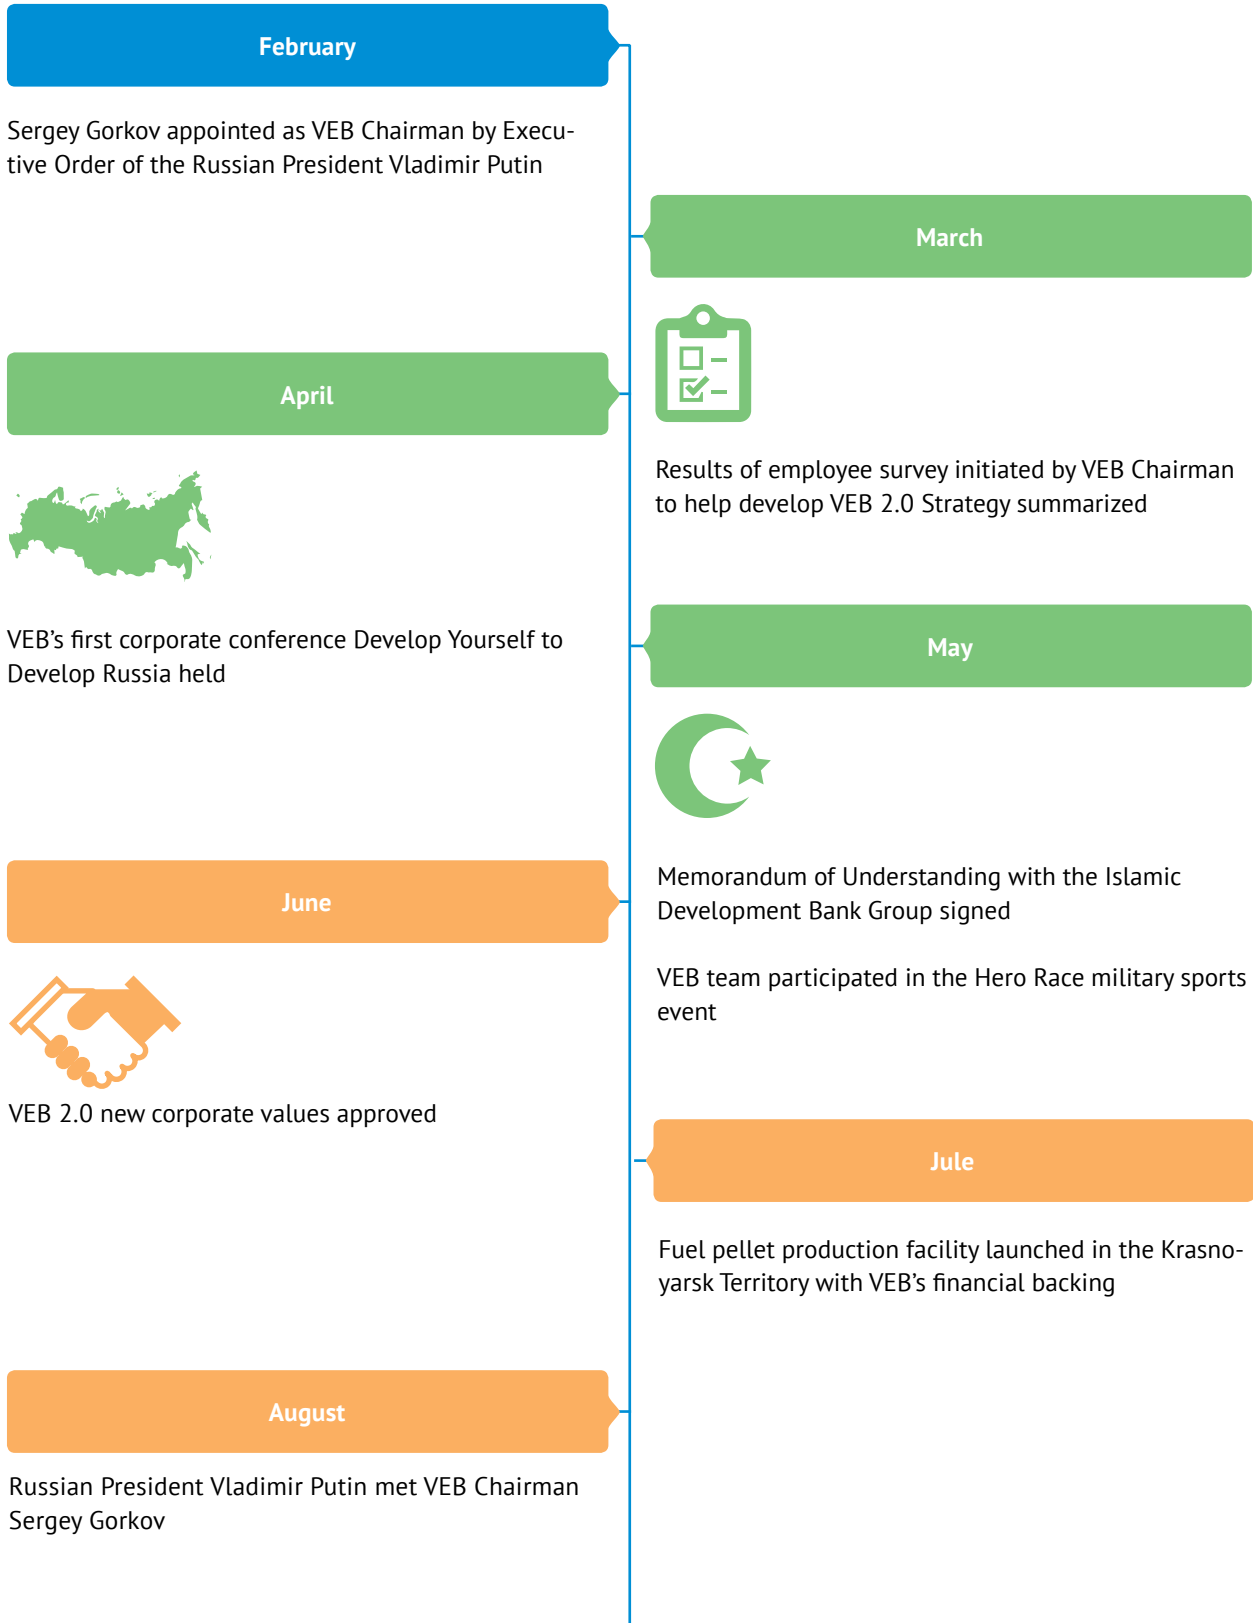 February
Sergey Gorkov appointed as VEB Chairman by Execu-
tive Order of the Russian President Vladimir Putin
March
Results of employee survey initiated by VEB Chairman
to help develop VEB 2.0 Strategy summarized
April
VEB’s first corporate conference Develop Yourself to
Develop Russia held
May
Memorandum of Understanding with the Islamic
Development Bank Group signed
VEB team participated in the Hero Race military sports
event
June
VEB 2.0 new corporate values approved
Jule
Fuel pellet production facility launched in the Krasno-
yarsk Territory with VEB’s financial backing
August
Russian President Vladimir Putin met VEB Chairman
Sergey Gorkov